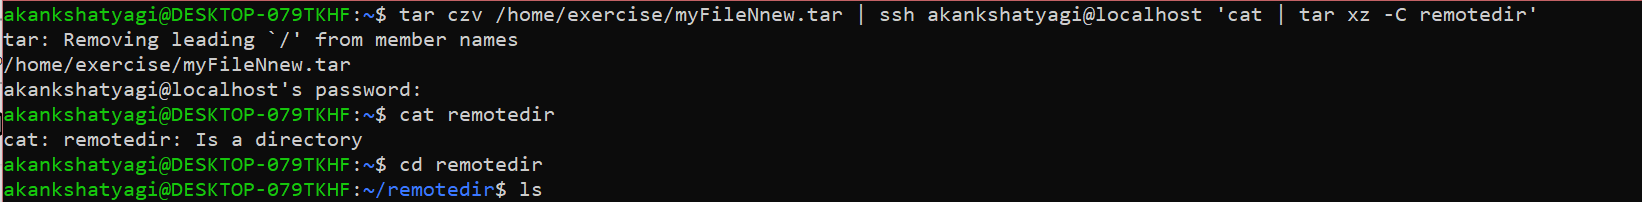 akankshatyagi@DESKTOP-079TKHF:~$ tar czv /home/exercise/myFileNnew.tar | ssh akankshatyagi@localhost 'cat | tar xz -C remotedir'
tar: Removing leading `/' from member names
/home/exercise/myFileNnew.tar
akankshatyagi@localhost's password:
akankshatyagi@DESKTOP-079TKHF:~$ cat remotedir
cat: remotedir: Is a directory
akankshatyagi@DESKTOP-079TKHF:~$ cd remotedir
akankshatyagi@DESKTOP-079TKHF:~/remotedir$ ls